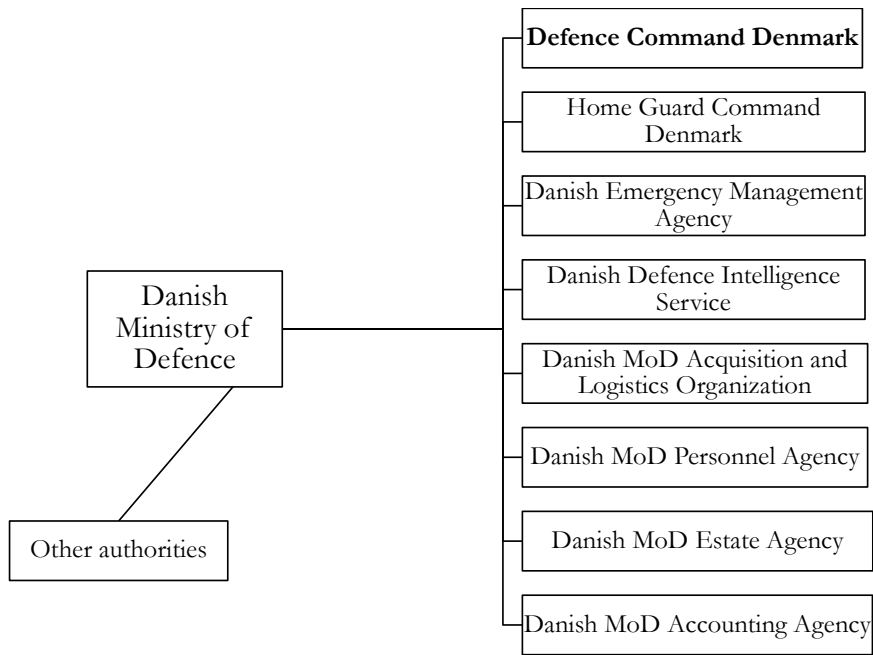 Defence Command Denmark
Home Guard Command
Denmark
Danish Emergency Management
Agency
Danish Defence Intelligence
Service
Danish
Ministry of
Defence
Danish MoD Acquisition and
Logistics Organization
Danish MoD Personnel Agency
Other authorities
Danish MoD Estate Agency
Danish MoD Accounting Agency